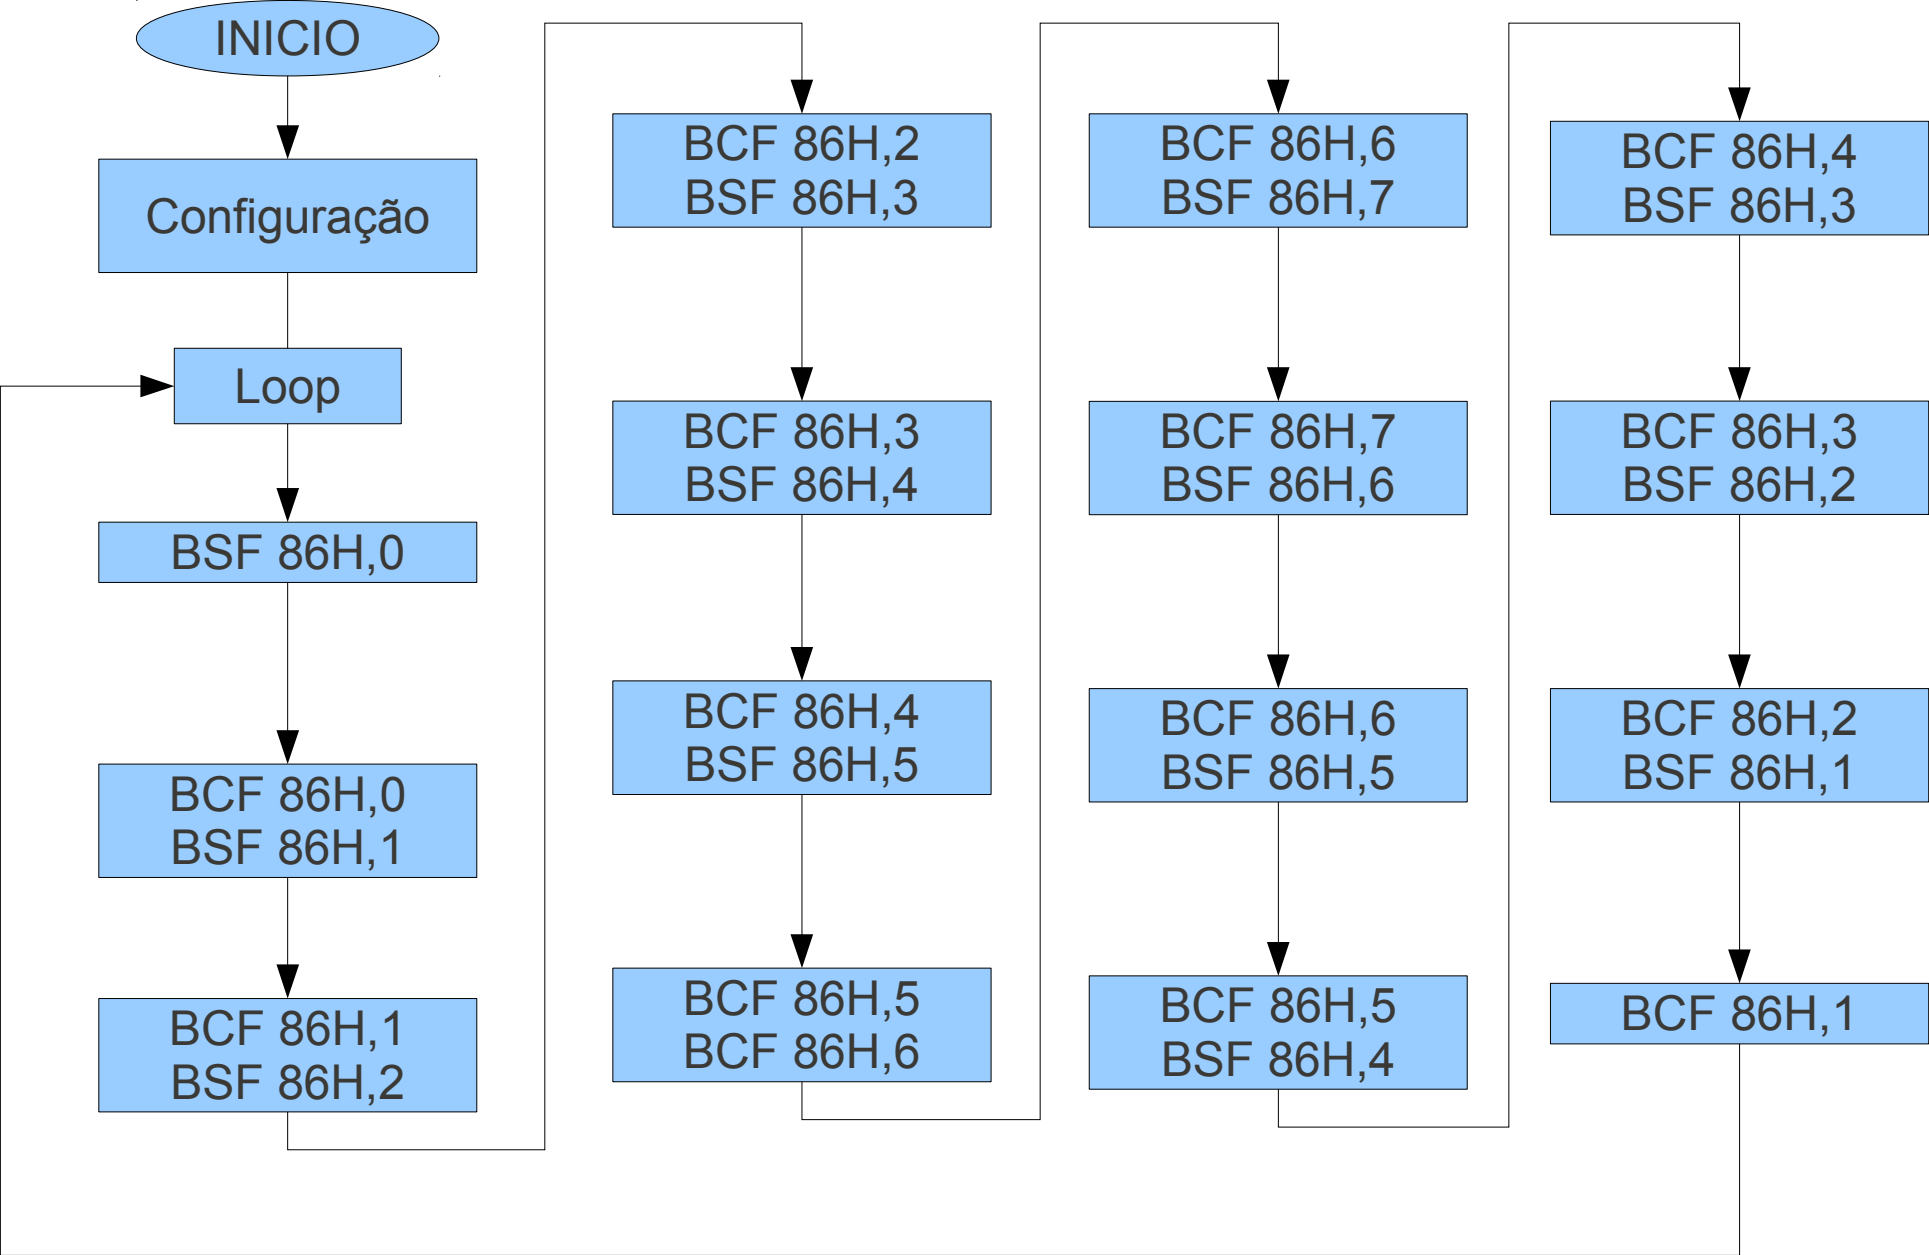 INICIO
Configuração
Loop
BSF 86H,0
BCF 86H,0
BSF 86H,1
BCF 86H,1
BSF 86H,2
BCF 86H,2
BSF 86H,3
BCF 86H,3
BSF 86H,4
BCF 86H,4
BSF 86H,5
BCF 86H,5
BCF 86H,6
BCF 86H,6
BSF 86H,7
BCF 86H,7
BSF 86H,6
BCF 86H,6
BSF 86H,5
BCF 86H,5
BSF 86H,4
BCF 86H,4
BSF 86H,3
BCF 86H,3
BSF 86H,2
BCF 86H,2
BSF 86H,1
BCF 86H,1